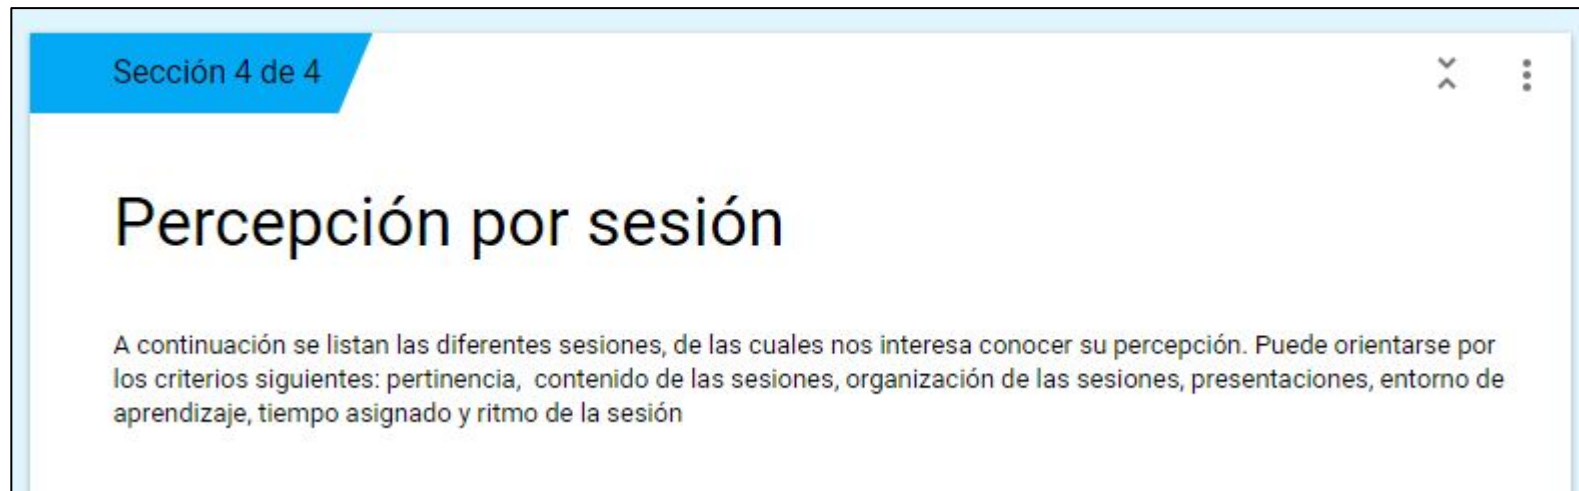 Sección 4 de 4
Percepción por sesión
A continuación se listan las diferentes sesiones, de las cuales nos interesa conocer su percepción. Puede orientarse por
los criterios siguientes: pertinencia,  contenido de las sesiones, organización de las sesiones, presentaciones, entorno de
aprendizaje, tiempo asignado y ritmo de la sesión